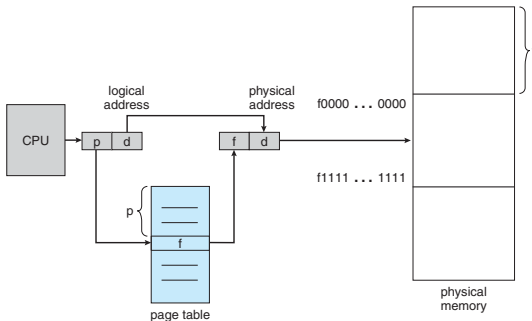 logical
address
physical
address
f0000 ... 0000
CPU
p d
f d
f1111 ... 1111
p
f
physical
memory
page table